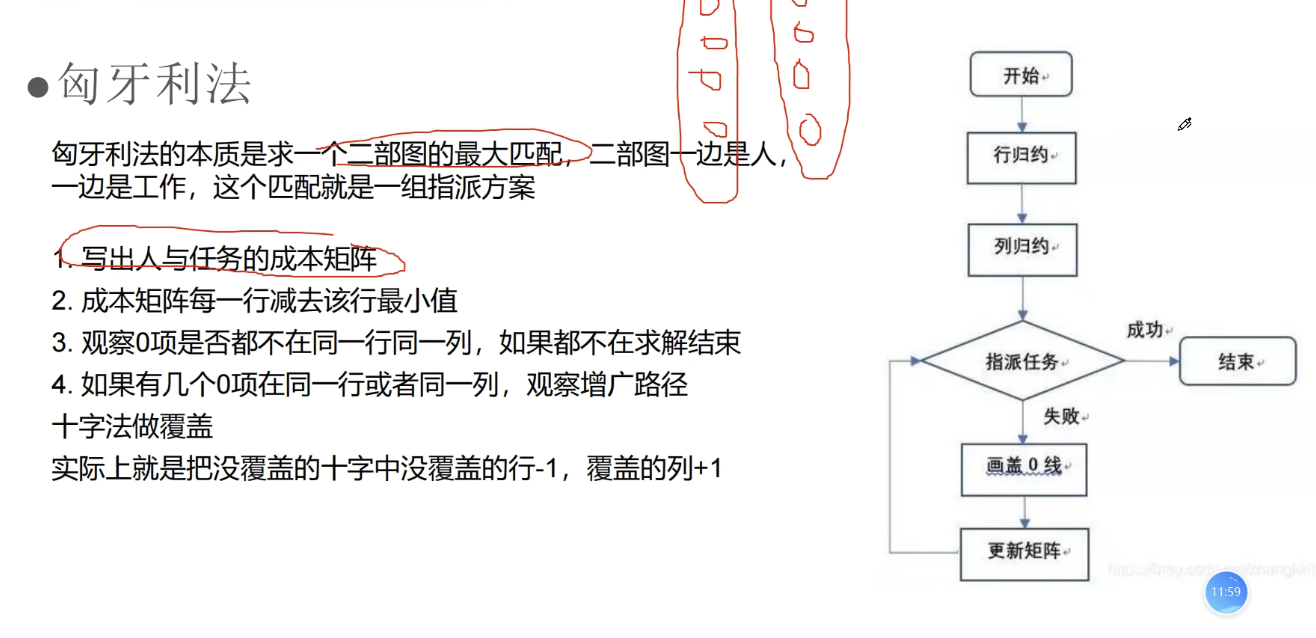 匈牙利法
匈牙利法的本质是求一个二部图的最大匹配，二部图一边是人，
一边是工作，这个匹配就是一组指派方案
1. 写出人与任务的成本矩阵
2. 成本矩阵每一行减去该行最小值
3. 观察0项是否都不在同一行同一列，如果都不在求解结束
4. 如果有几个0项在同一行或者同一列，观察增广路径
十字法做覆盖
实际上就是把没覆盖的十字中没覆盖的行-1，覆盖的列+1
开始
行归约
列归约
指派任务
成功
结束
失败
画盖 0 线
更新矩阵
11:59